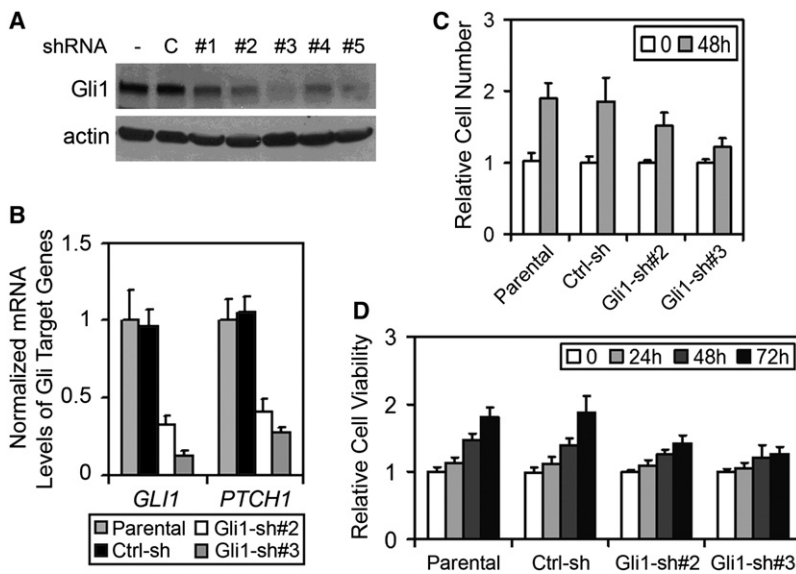 A
shRNA - C #1 #2 #3 #4 #5
Gli1
actin
B
Normalized mRNA
Levels of Gli Target Genes
1.5
1
0.5
0
GLI1 PTCH1
Parental Gli1-sh#2
Ctrl-sh Gli1-sh#3
C
Relative Cell Number
0 48h
3
2
1
0
Parental
Ctrl-sh
Gli1-sh#2
Gli1-sh#3
D
Relative Cell Viability
0 24h 48h 72h
3
2
1
0
Parental Ctrl-sh Gli1-sh#2 Gli1-sh#3